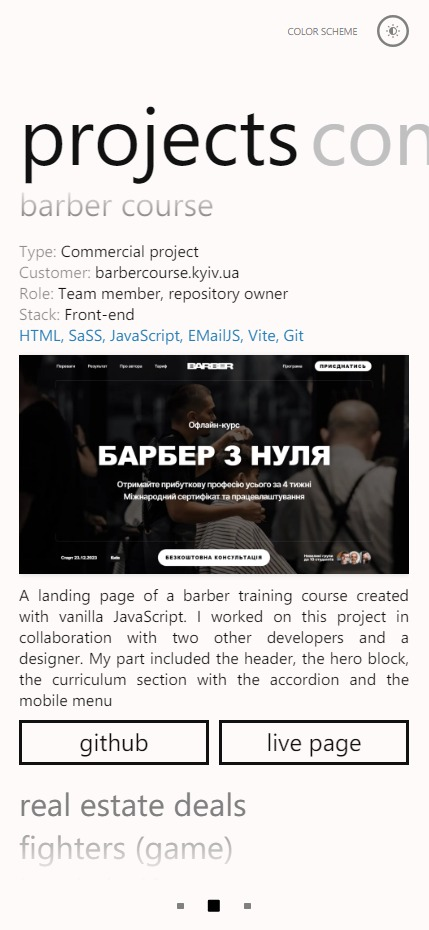 COLOR SCHEME
projects con
barber course
Type: Commercial project
Customer: barbercourse.kyiv.ua
Role: Team member, repository owner
Stack: Front-end
HTML, SaSS, JavaScript, EMailJS, Vite, Git
Переваги Результат Про автора Тариф BARBER Програма ПРИЄДНАТИСЬ
Офлайн-курс
БАРБЕР З НУЛЯ
Отримайте прибуткову професію усього за 4 тижні
Міжнародний сертифікат та працевлаштування
Старт 23.12.2023 Київ БЕЗКОШТОВНА КОНСУЛЬТАЦІЯ
A landing page of a barber training course created
with vanilla JavaScript. I worked on this project in
collaboration with two other developers and a
designer. My part included the header, the hero block,
the curriculum section with the accordion and the
mobile menu
github live page
real estate deals
fighters (game)